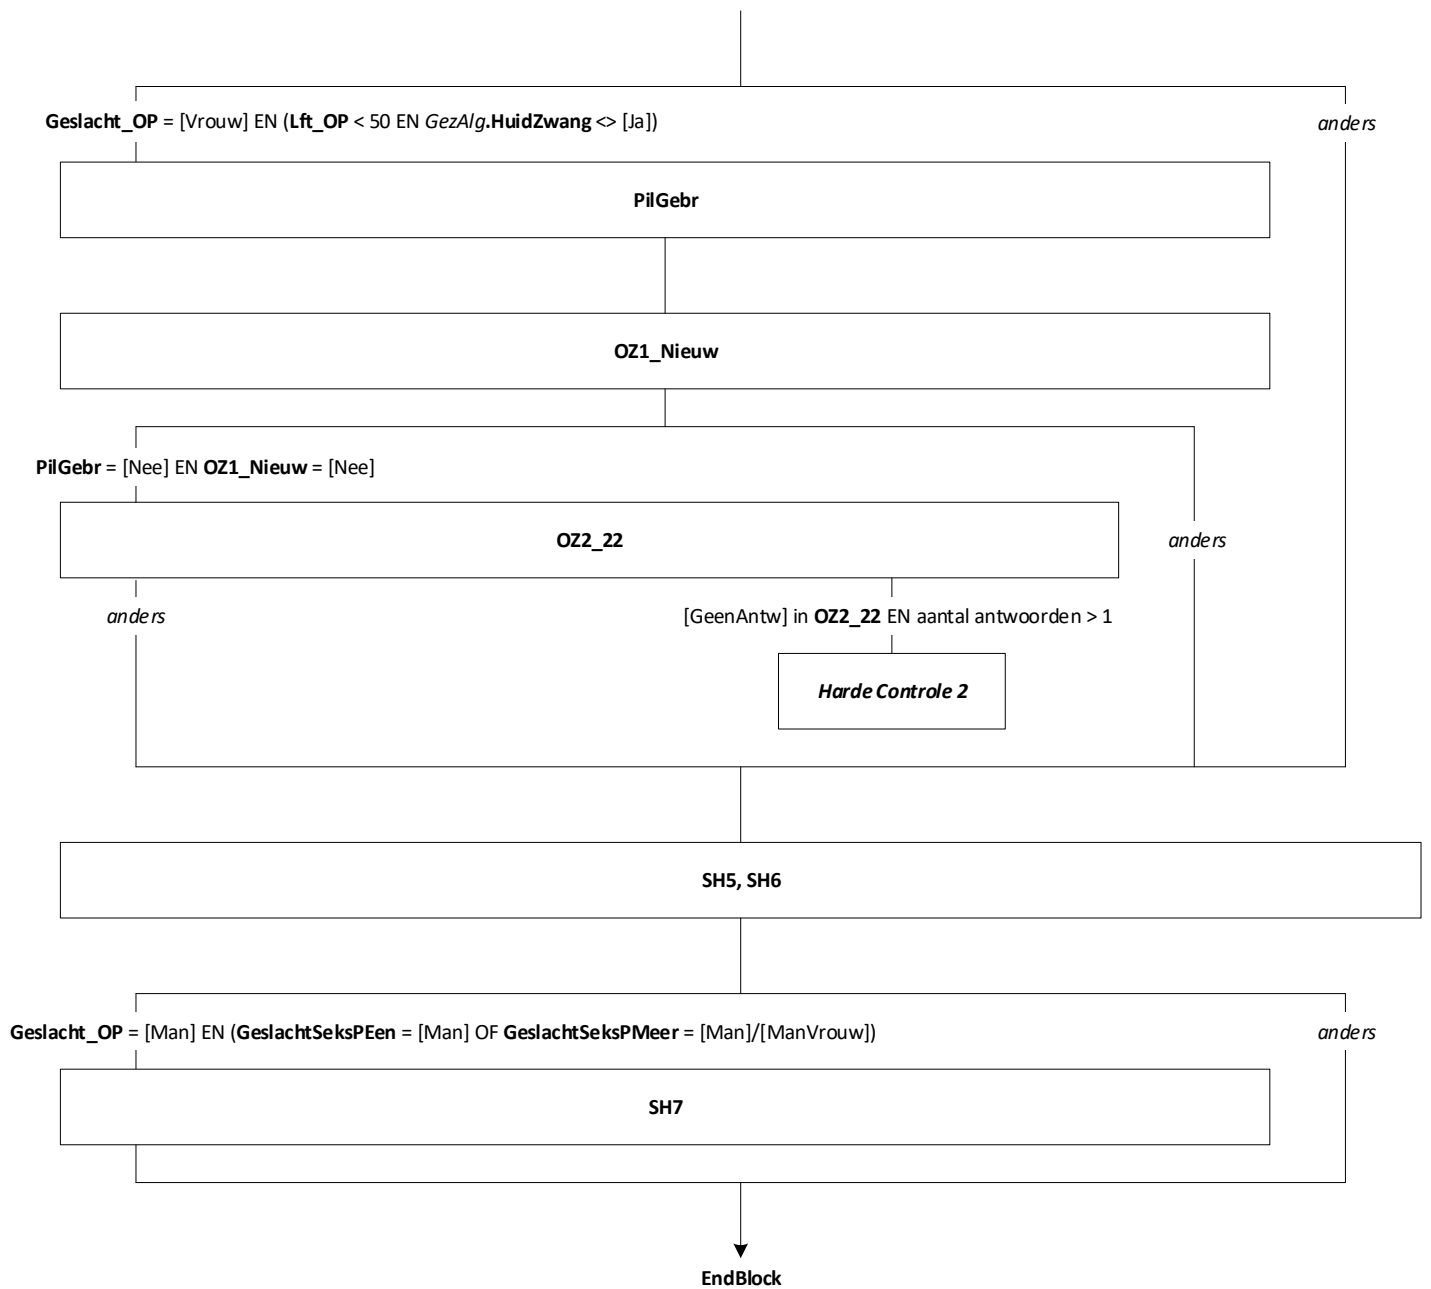 Geslacht_OP = [Vrouw] EN (Lft_OP < 50 EN GezAlg.HuidZwang <> [Ja])
anders
PilGebr
OZ1_Nieuw
PilGebr = [Nee] EN OZ1_Nieuw = [Nee]
OZ2_22
anders
anders
[GeenAntw] in OZ2_22 EN aantal antwoorden > 1
Harde Controle 2
SH5, SH6
Geslacht_OP = [Man] EN (GeslachtSeksPEen = [Man] OF GeslachtSeksPMeer = [Man]/[ManVrouw])
anders
SH7
EndBlock